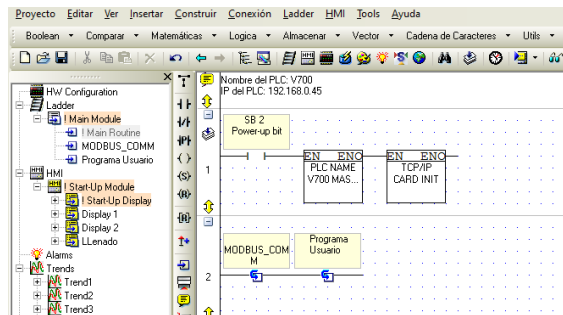 Proyecto Editar Ver Insertar Construir Conexión Ladder HMI Tools Ayuda
Boolean Comparar Matemáticas Logica Almacenar Vector Cadena de Caracteres Utils
HW Configuration
Ladder
! Main Module
! Main Routine
MODBUS_COMM
Programa Usuario
HMI
! Start-Up Module
! Start-Up Display
Display 1
Display 2
LLenado
Alarms
Trends
Trend1
Trend2
Trend3
Nombre del PLC: V700
IP del PLC: 192.168.0.45
SB 2
Power-up bit
1
EN ENO
PLC NAME
V700 MAS...
EN ENO
TCP/IP
CARD INIT
2
MODBUS_COM
M
Programa
Usuario